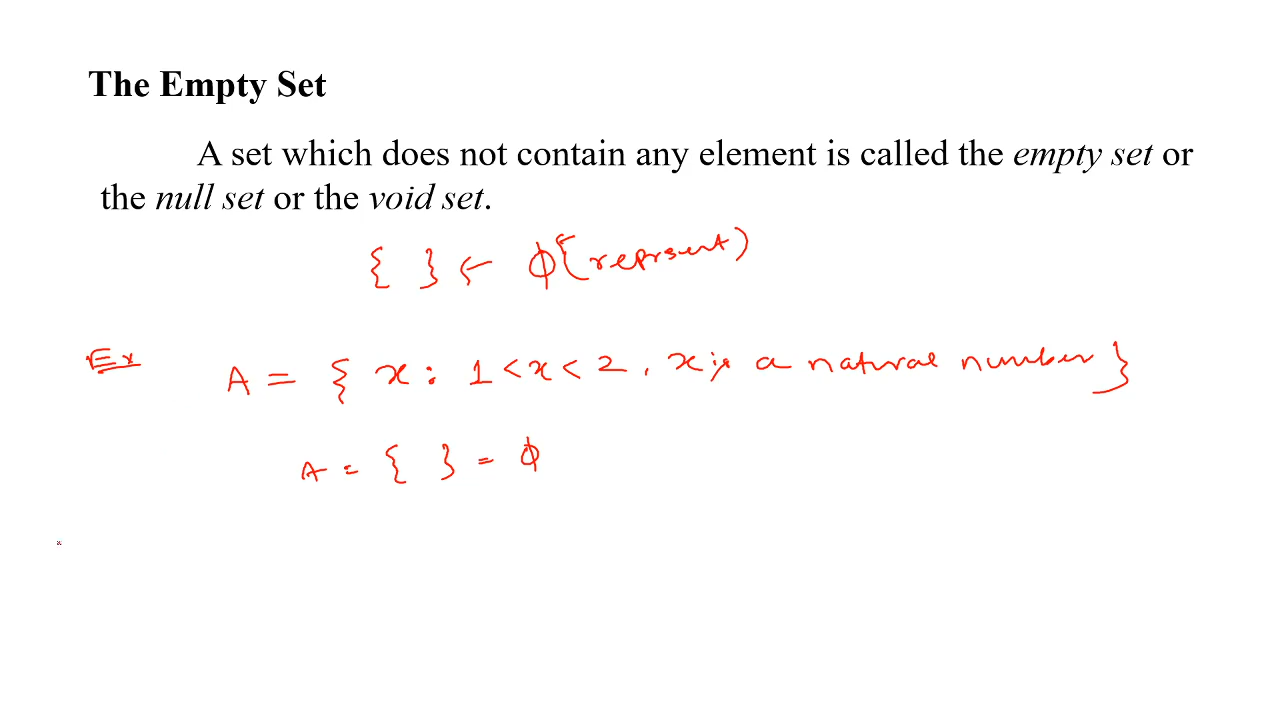 The Empty Set
A set which does not contain any element is called the empty set or
the null set or the void set.
{ } ← ϕ (reprsent)
Ex
A = { x : 1 < x < 2, x is a natural number }
A = { } = ϕ